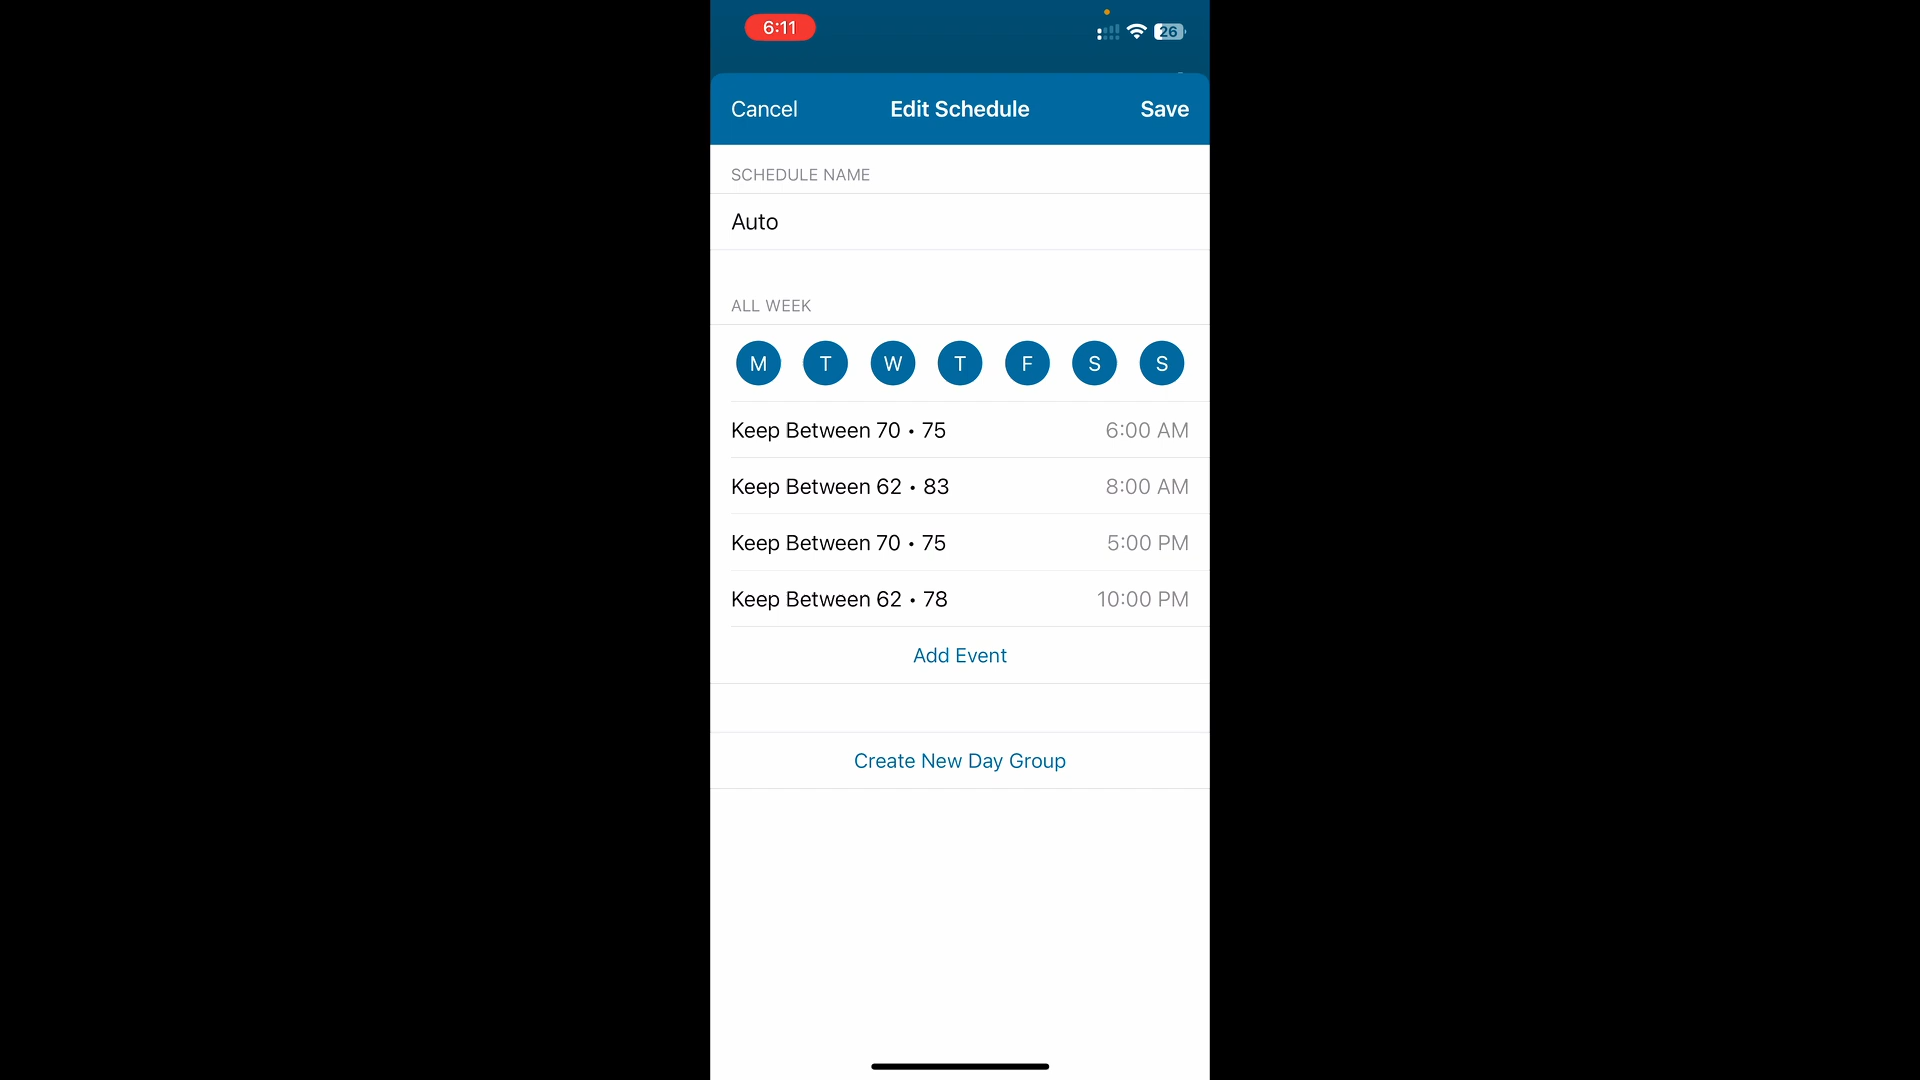 6:11
26
Cancel Edit Schedule Save
SCHEDULE NAME
Auto
ALL WEEK
M T W T F S S
Keep Between 70 • 75 6:00 AM
Keep Between 62 • 83 8:00 AM
Keep Between 70 • 75 5:00 PM
Keep Between 62 • 78 10:00 PM
Add Event
Create New Day Group